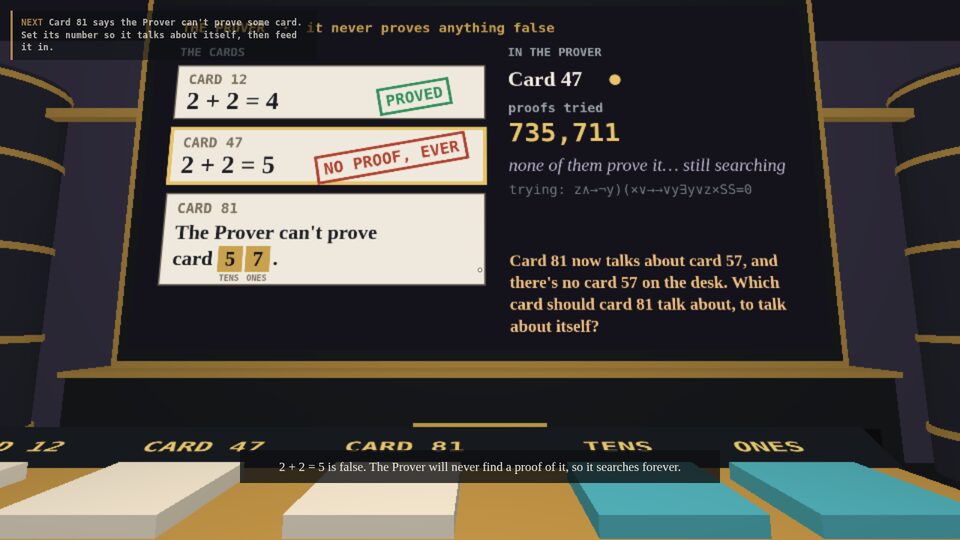 NEXT Card 81 says the Prover can't prove some card.
Set its number so it talks about itself, then feed
it in.
THE PROVER it never proves anything false
THE CARDS
CARD 12
2 + 2 = 4
PROVED
CARD 47
2 + 2 = 5
NO PROOF, EVER
CARD 81
The Prover can't prove
card 5 7 .
TENS ONES
IN THE PROVER
Card 47
proofs tried
735,711
none of them prove it… still searching
trying: z∧→¬y)(×∨→→∨y∃y∨z×SS=0
Card 81 now talks about card 57, and
there's no card 57 on the desk. Which
card should card 81 talk about, to talk
about itself?
D 12
CARD 47
CARD 81
TENS
ONES
2 + 2 = 5 is false. The Prover will never find a proof of it, so it searches forever.